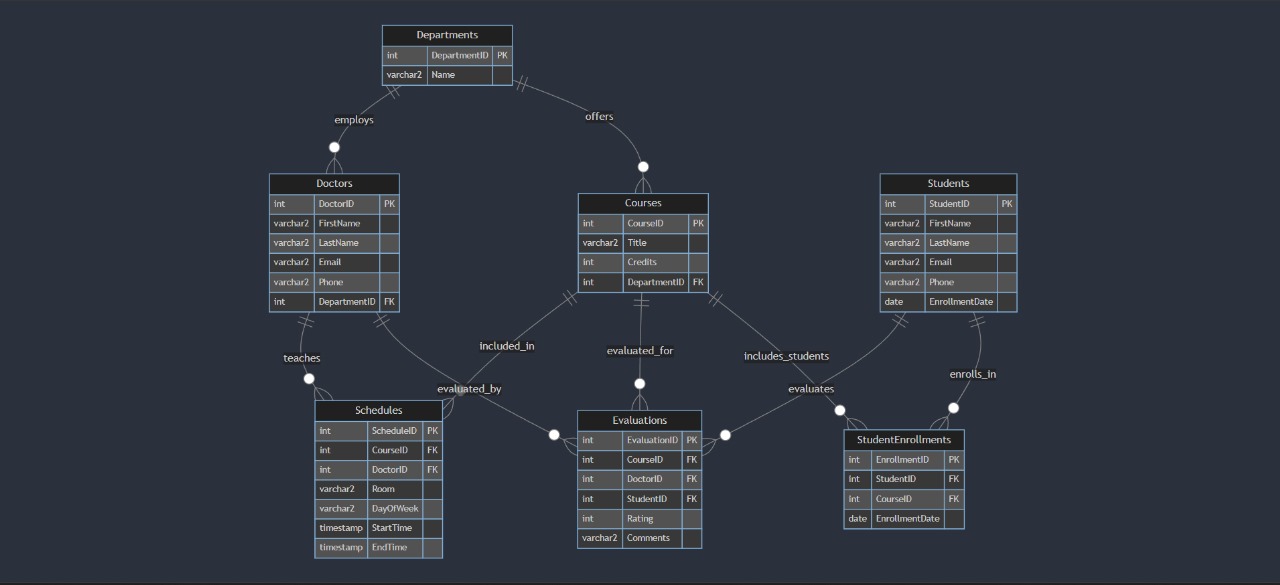 Departments
int DepartmentID PK
varchar2 Name
employs
offers
Doctors
int DoctorID PK
varchar2 FirstName
varchar2 LastName
varchar2 Email
varchar2 Phone
int DepartmentID FK
Courses
int CourseID PK
varchar2 Title
int Credits
int DepartmentID FK
Students
int StudentID PK
varchar2 FirstName
varchar2 LastName
varchar2 Email
varchar2 Phone
date EnrollmentDate
teaches
included_in
evaluated_for
includes_students
evaluated_by
evaluates
enrolls_in
Schedules
int ScheduleID PK
int CourseID FK
int DoctorID FK
varchar2 Room
varchar2 DayOfWeek
timestamp StartTime
timestamp EndTime
Evaluations
int EvaluationID PK
int CourseID FK
int DoctorID FK
int StudentID FK
int Rating
varchar2 Comments
StudentEnrollments
int EnrollmentID PK
int StudentID FK
int CourseID FK
date EnrollmentDate